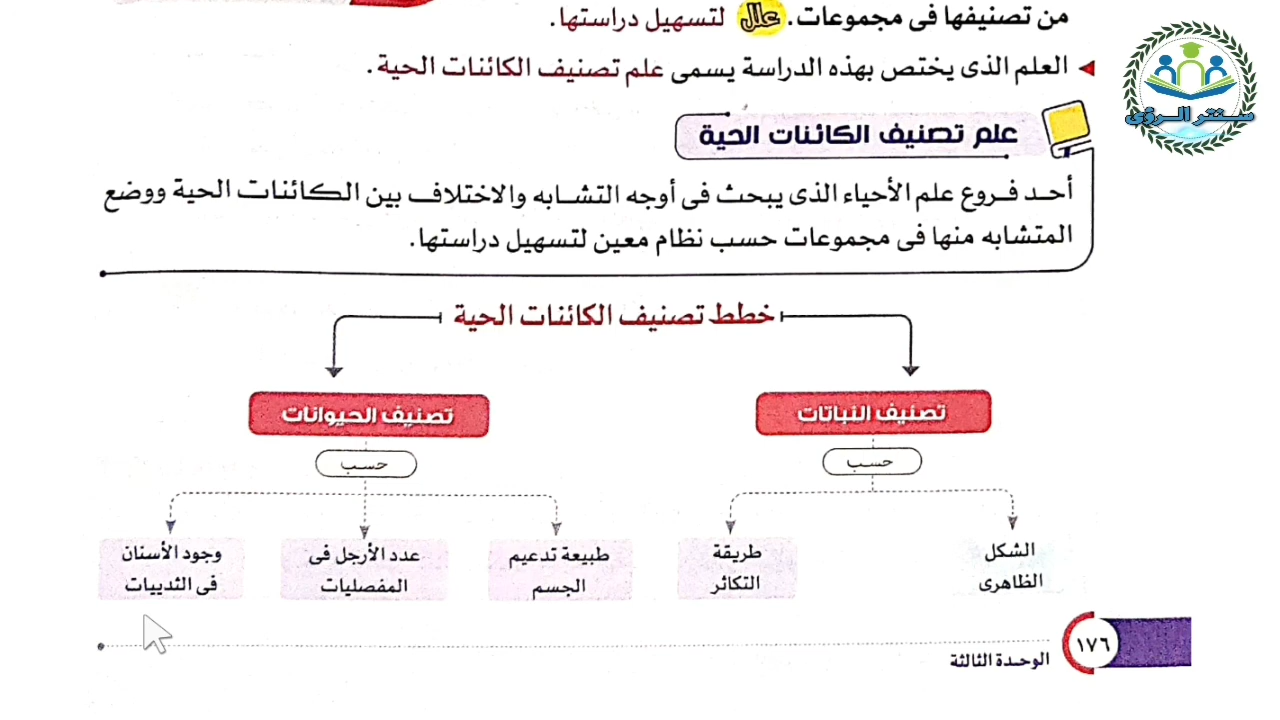 من تصنيفها فى مجموعات. علل لتسهيل دراستها.
سنتر الرؤى
العلم الذى يختص بهذه الدراسة يسمى علم تصنيف الكائنات الحية.
علم تصنيف الكائنات الحية
أحد فروع علم الأحياء الذى يبحث فى أوجه التشابه والاختلاف بين الكائنات الحية ووضع
المتشابه منها فى مجموعات حسب نظام معين لتسهيل دراستها.
خطط تصنيف الكائنات الحية
تصنيف النباتات
حسب
الشكل
الظاهرى
طريقة
التكاثر
تصنيف الحيوانات
حسب
طبيعة تدعيم
الجسم
عدد الأرجل فى
المفصليات
وجود الأسنان
فى الثدييات
١٧٦
الوحدة الثالثة